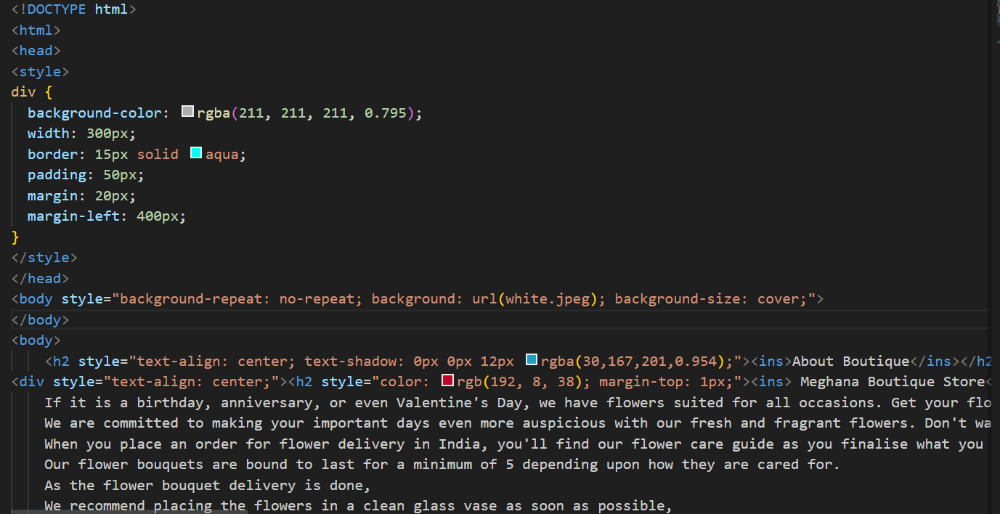 <!DOCTYPE html>
<html>
<head>
<style>
div {
background-color: rgba(211, 211, 211, 0.795);
width: 300px;
border: 15px solid aqua;
padding: 50px;
margin: 20px;
margin-left: 400px;
}
</style>
</head>
<body style="background-repeat: no-repeat; background: url(white.jpeg); background-size: cover;">
</body>
<body>
<h2 style="text-align: center; text-shadow: 0px 0px 12px rgba(30,167,201,0.954);"><ins>About Boutique</ins></h2
<div style="text-align: center;"><h2 style="color: rgb(192, 8, 38); margin-top: 1px;"><ins> Meghana Boutique Store<
If it is a birthday, anniversary, or even Valentine's Day, we have flowers suited for all occasions. Get your flo
We are committed to making your important days even more auspicious with our fresh and fragrant flowers. Don't wa
When you place an order for flower delivery in India, you'll find our flower care guide as you finalise what you
Our flower bouquets are bound to last for a minimum of 5 depending upon how they are cared for.
As the flower bouquet delivery is done,
We recommend placing the flowers in a clean glass vase as soon as possible,